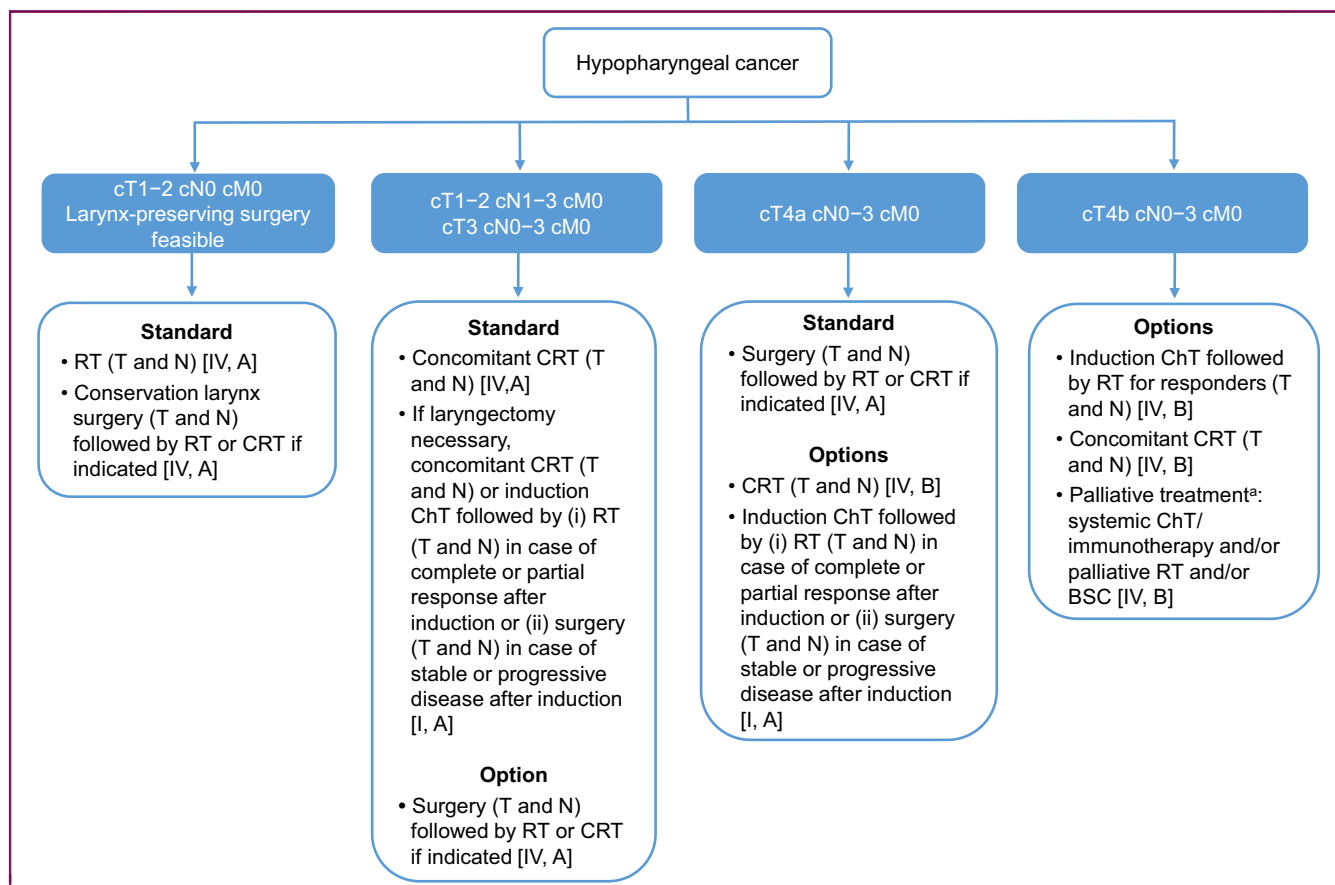 Hypopharyngeal cancer
cT1−2 cN0 cM0
Larynx-preserving surgery
feasible
Standard
• RT (T and N) [IV, A]
• Conservation larynx
surgery (T and N)
followed by RT or CRT if
indicated [IV, A]
cT1−2 cN1−3 cM0
cT3 cN0−3 cM0
Standard
• Concomitant CRT (T
and N) [IV,A]
• If laryngectomy
necessary,
concomitant CRT (T
and N) or induction
ChT followed by (i) RT
(T and N) in case of
complete or partial
response after
induction or (ii) surgery
(T and N) in case of
stable or progressive
disease after induction
[I, A]
Option
• Surgery (T and N)
followed by RT or CRT
if indicated [IV, A]
cT4a cN0−3 cM0
Standard
• Surgery (T and N)
followed by RT or CRT if
indicated [IV, A]
Options
• CRT (T and N) [IV, B]
• Induction ChT followed
by (i) RT (T and N) in
case of complete or
partial response after
induction or (ii) surgery
(T and N) in case of
stable or progressive
disease after induction
[I, A]
cT4b cN0−3 cM0
Options
• Induction ChT followed
by RT for responders (T
and N) [IV, B]
• Concomitant CRT (T
and N) [IV, B]
• Palliative treatmentᵃ:
systemic ChT/
immunotherapy and/or
palliative RT and/or
BSC [IV, B]